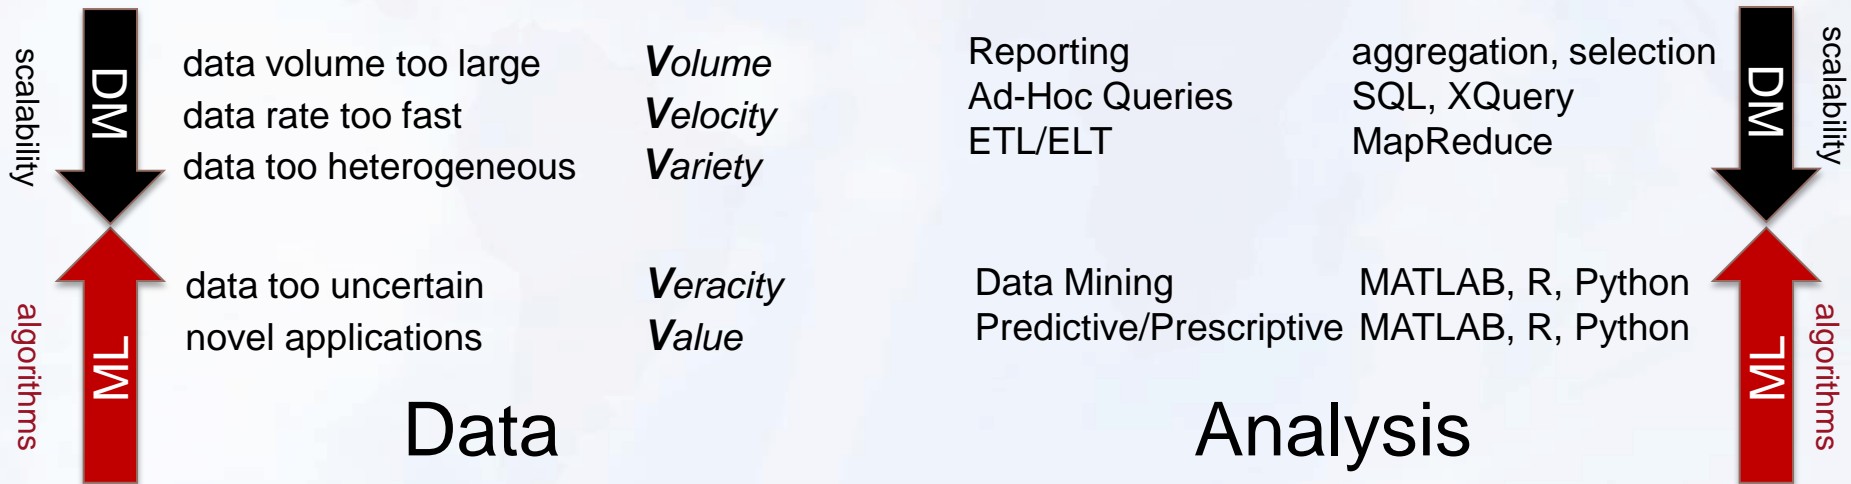 scalability
DM
data volume too large Volume
data rate too fast Velocity
data too heterogeneous Variety
algorithms
ML
data too uncertain Veracity
novel applications Value
Data
Reporting aggregation, selection
Ad-Hoc Queries SQL, XQuery
ETL/ELT MapReduce
DM
scalability
Data Mining MATLAB, R, Python
Predictive/Prescriptive MATLAB, R, Python
ML
algorithms
Analysis